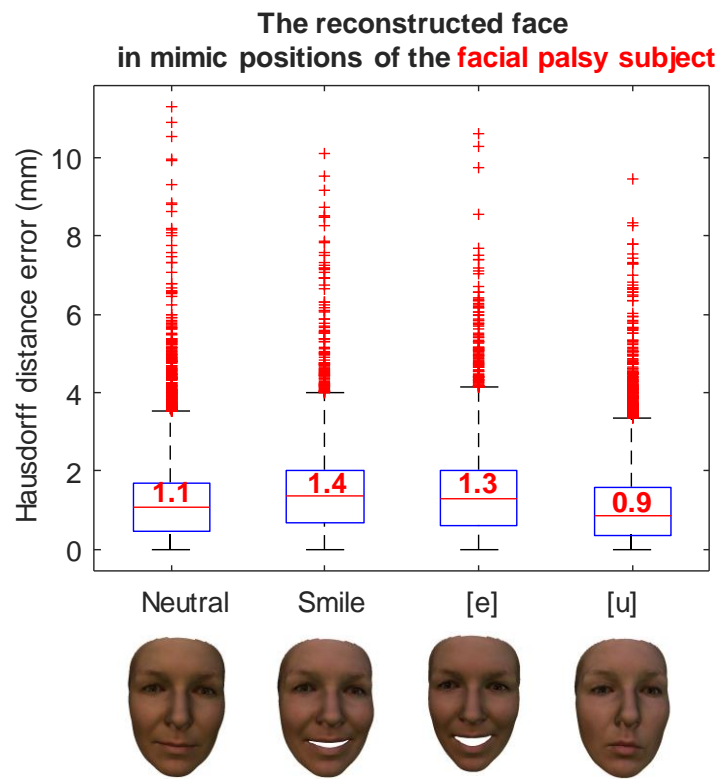 The reconstructed face
in mimic positions of the facial palsy subject
Hausdorff distance error (mm)
10
8
6
4
2
0
1.1
1.4
1.3
0.9
Neutral
Smile
[e]
[u]